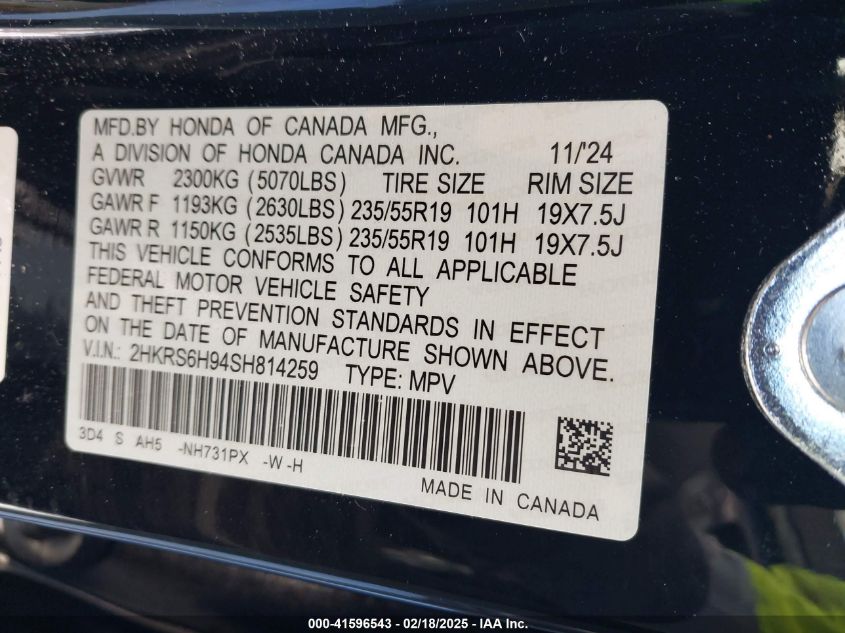 MFD.BY HONDA OF CANADA MFG.,
A DIVISION OF HONDA CANADA INC. 11/'24
GVWR 2300KG (5070LBS) TIRE SIZE RIM SIZE
GAWR F 1193KG (2630LBS) 235/55R19 101H 19X7.5J
GAWR R 1150KG (2535LBS) 235/55R19 101H 19X7.5J
THIS VEHICLE CONFORMS TO ALL APPLICABLE
FEDERAL MOTOR VEHICLE SAFETY
AND THEFT PREVENTION STANDARDS IN EFFECT
ON THE DATE OF MANUFACTURE SHOWN ABOVE.
V.I.N.: 2HKRS6H94SH814259 TYPE: MPV
3D4 S AH5 -NH731PX -W -H
MADE IN CANADA
000-41596543 - 02/18/2025 - IAA Inc.